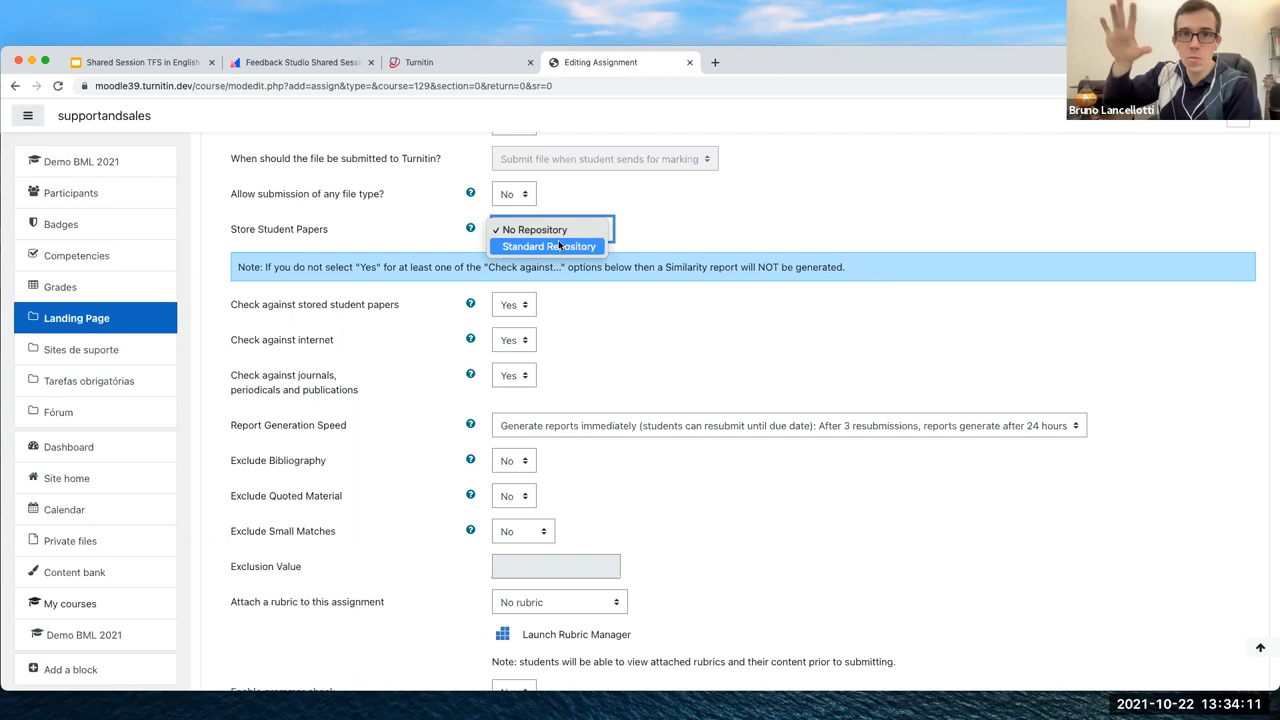 Shared Session TFS in English
Feedback Studio Shared Sessi
Turnitin
Editing Assignment
moodle39.turnitin.dev/course/modedit.php?add=assign&type=&course=129&section=0&return=0&sr=0
Bruno Lancellotti
supportandsales
Demo BML 2021
Participants
Badges
Competencies
Grades
Landing Page
Sites de suporte
Tarefas obrigatórias
Fórum
Dashboard
Site home
Calendar
Private files
Content bank
My courses
Demo BML 2021
Add a block
When should the file be submitted to Turnitin?
Submit file when student sends for marking
Allow submission of any file type?
No
Store Student Papers
✓ No Repository
Standard Repository
Note: If you do not select "Yes" for at least one of the "Check against..." options below then a Similarity report will NOT be generated.
Check against stored student papers
Yes
Check against internet
Yes
Check against journals,
periodicals and publications
Yes
Report Generation Speed
Generate reports immediately (students can resubmit until due date): After 3 resubmissions, reports generate after 24 hours
Exclude Bibliography
No
Exclude Quoted Material
No
Exclude Small Matches
No
Exclusion Value
Attach a rubric to this assignment
No rubric
Launch Rubric Manager
Note: students will be able to view attached rubrics and their content prior to submitting.
2021-10-22 13:34:11